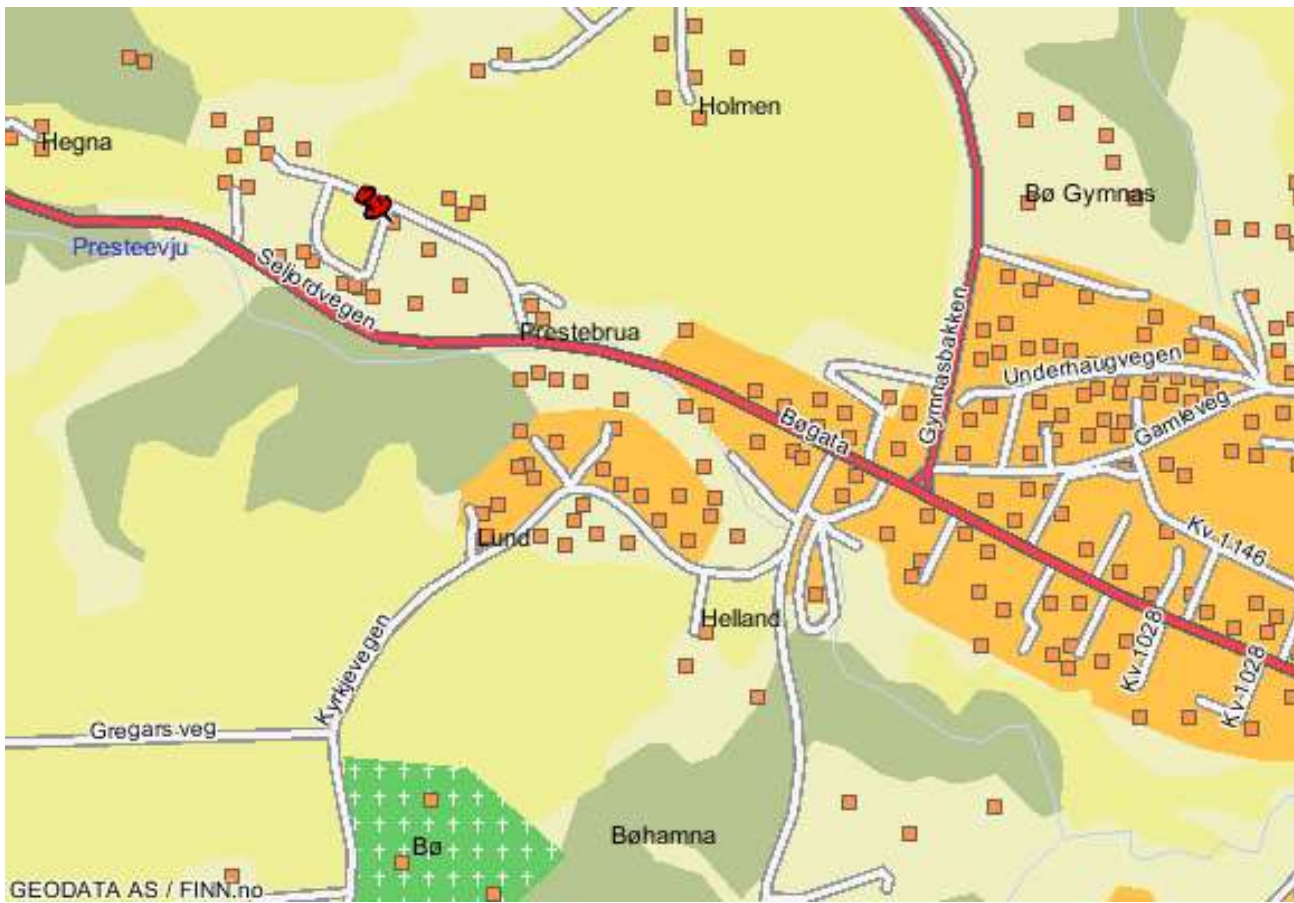 Holmen
Hegna
Bø Gymnas
Presteevju
Seljordvegen
Prestebrua
Gymnasbakken
Underhaugvegen
Bøgata
Gamleveg
Lund
Kv 1146
Helland
Kyrkjevegen
Kv 1028
Kv 1028
Gregars veg
Bøhamna
Bø
GEODATA AS / FINN.no